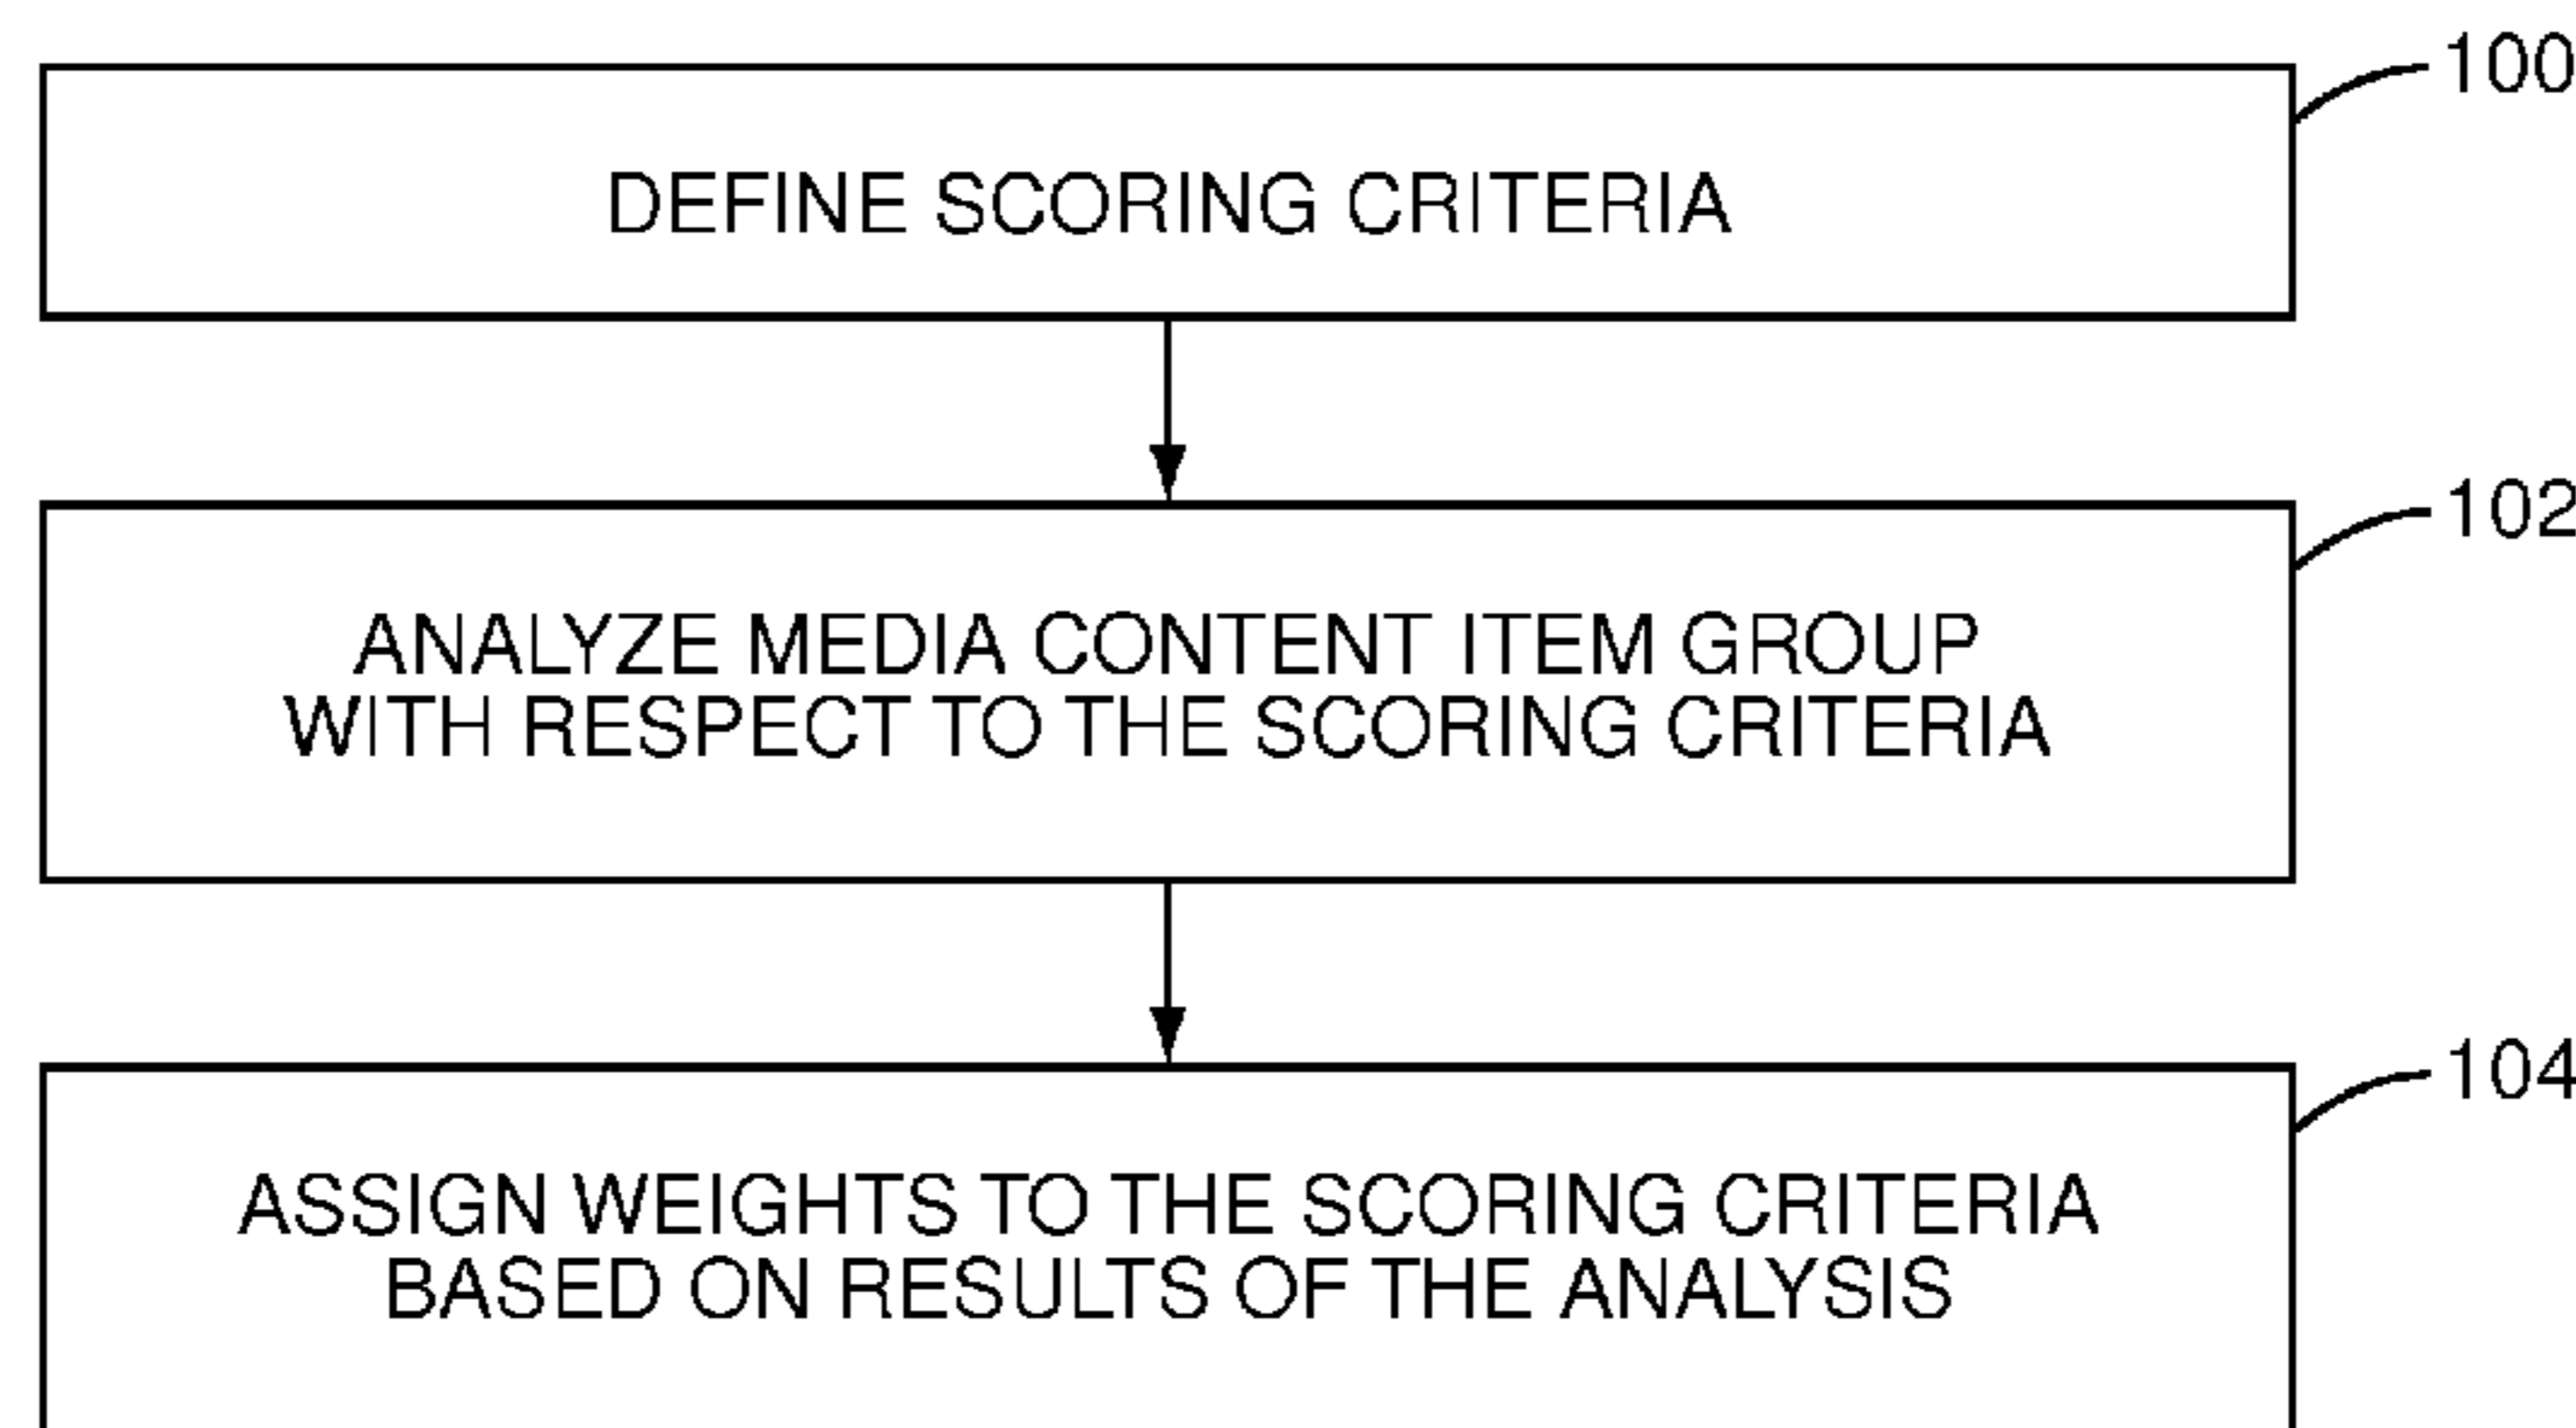 100
DEFINE SCORING CRITERIA
102
ANALYZE MEDIA CONTENT ITEM GROUP
WITH RESPECT TO THE SCORING CRITERIA
104
ASSIGN WEIGHTS TO THE SCORING CRITERIA
BASED ON RESULTS OF THE ANALYSIS